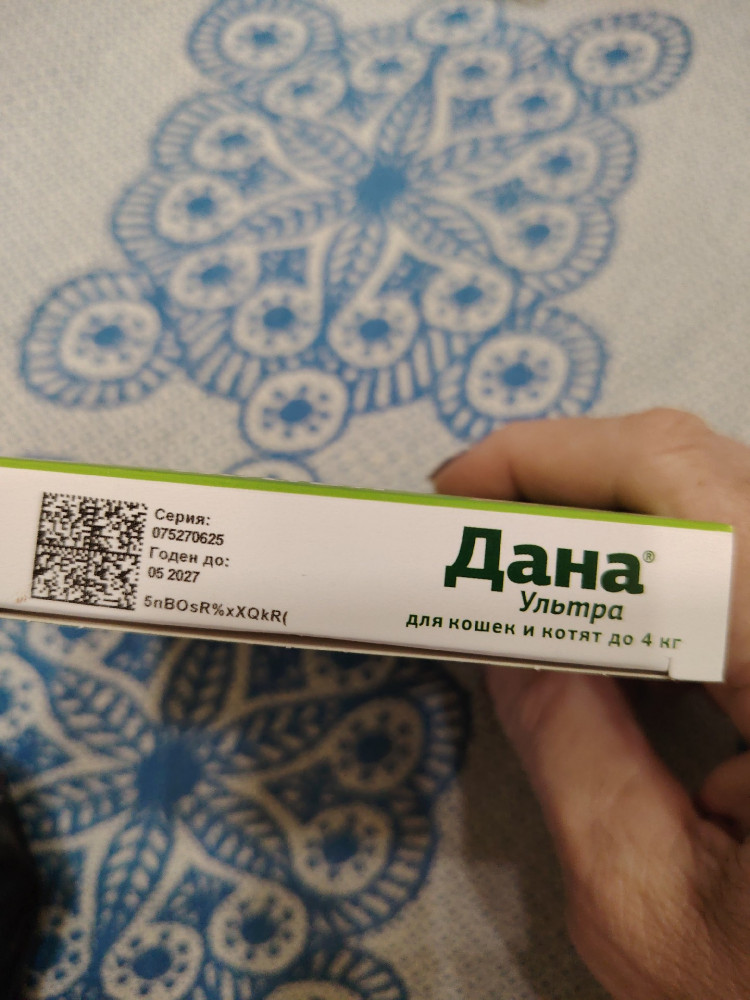 Серия:
075270625
Годен до:
05 2027
5nBOsR%xXQkR(
Дана®
Ультра
для кошек и котят до 4 кг